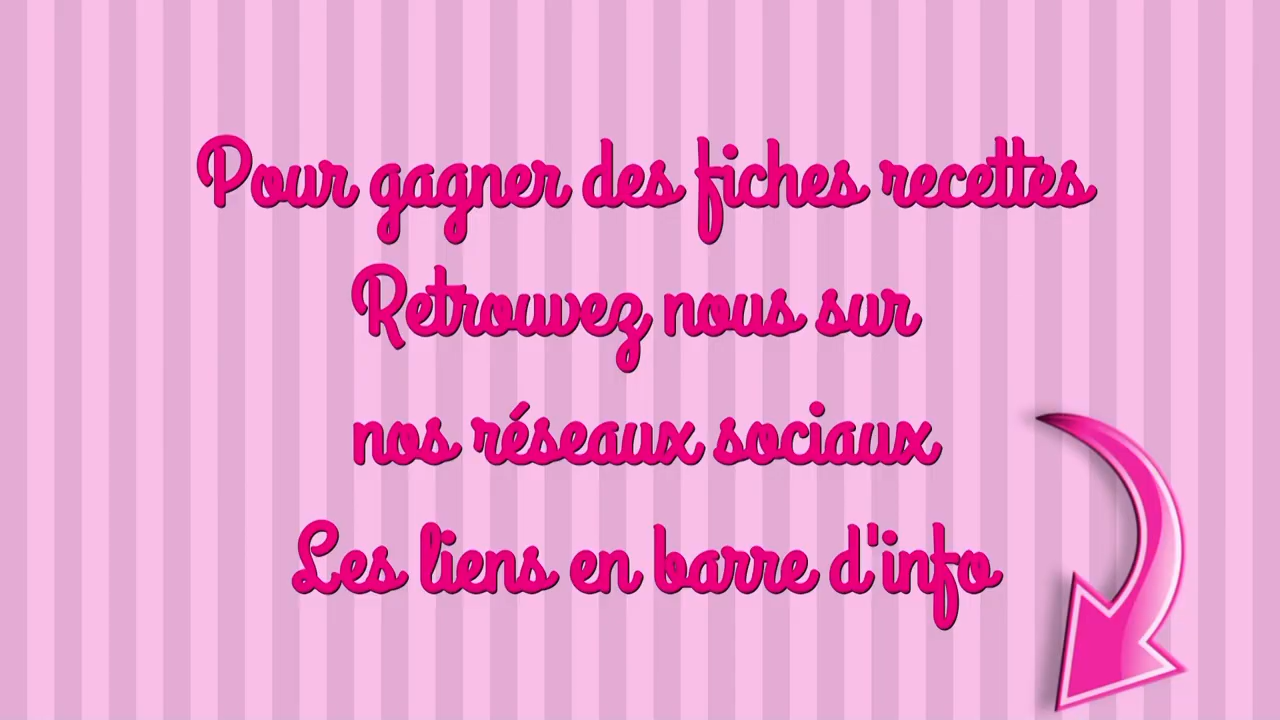 Pour gagner des fiches recettes
Retrouvez nous sur
nos réseaux sociaux
Les liens en barre d'info